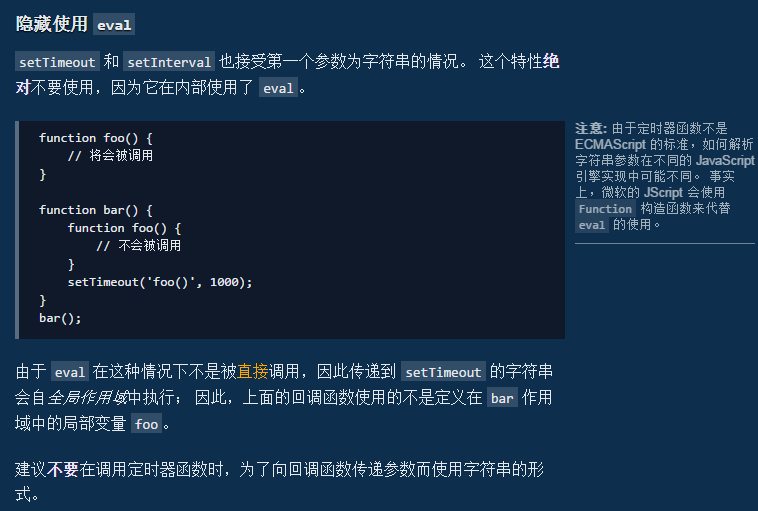 隐藏使用 eval
setTimeout 和 setInterval 也接受第一个参数为字符串的情况。 这个特性绝
对不要使用，因为它在内部使用了 eval。
function foo() {
    // 将会被调用
}
function bar() {
    function foo() {
        // 不会被调用
    }
    setTimeout('foo()', 1000);
}
bar();
注意: 由于定时器函数不是
ECMAScript 的标准，如何解析
字符串参数在不同的 JavaScript
引擎实现中可能不同。 事实
上，微软的 JScript 会使用
Function 构造函数来代替
eval 的使用。
由于 eval 在这种情况下不是被直接调用，因此传递到 setTimeout 的字符串
会自全局作用域中执行； 因此，上面的回调函数使用的不是定义在 bar 作用
域中的局部变量 foo。
建议不要在调用定时器函数时，为了向回调函数传递参数而使用字符串的形
式。